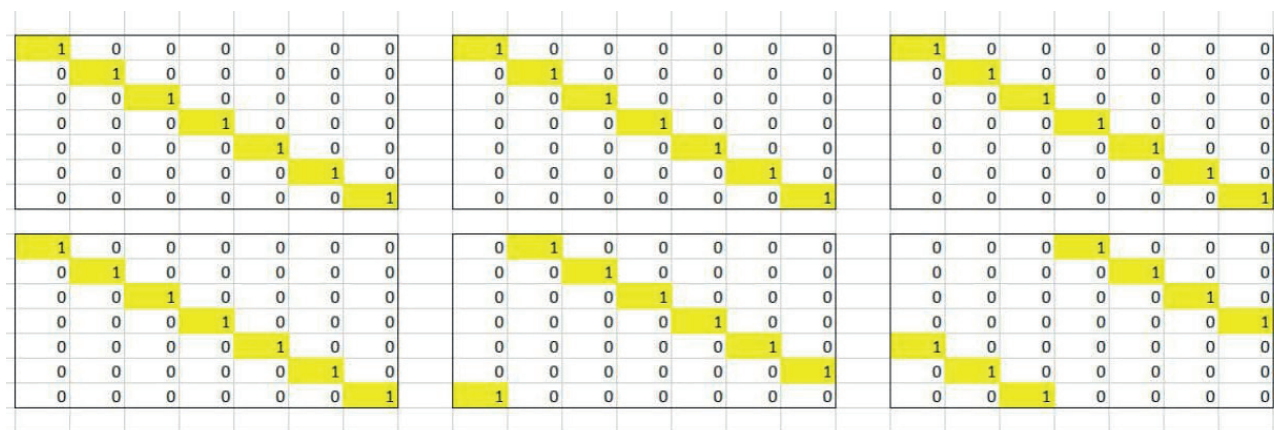 1 0 0 0 0 0 0 1 0 0 0 0 0 0 1 0 0 0 0 0 0
0 1 0 0 0 0 0 0 1 0 0 0 0 0 0 1 0 0 0 0 0
0 0 1 0 0 0 0 0 0 1 0 0 0 0 0 0 1 0 0 0 0
0 0 0 1 0 0 0 0 0 0 1 0 0 0 0 0 0 1 0 0 0
0 0 0 0 1 0 0 0 0 0 0 1 0 0 0 0 0 0 1 0 0
0 0 0 0 0 1 0 0 0 0 0 0 1 0 0 0 0 0 0 1 0
0 0 0 0 0 0 1 0 0 0 0 0 0 1 0 0 0 0 0 0 1
1 0 0 0 0 0 0 0 1 0 0 0 0 0 0 0 0 1 0 0 0
0 1 0 0 0 0 0 0 0 1 0 0 0 0 0 0 0 0 1 0 0
0 0 1 0 0 0 0 0 0 0 1 0 0 0 0 0 0 0 0 1 0
0 0 0 1 0 0 0 0 0 0 0 1 0 0 0 0 0 0 0 0 1
0 0 0 0 1 0 0 0 0 0 0 0 1 0 1 0 0 0 0 0 0
0 0 0 0 0 1 0 0 0 0 0 0 0 1 0 1 0 0 0 0 0
0 0 0 0 0 0 1 1 0 0 0 0 0 0 0 0 1 0 0 0 0